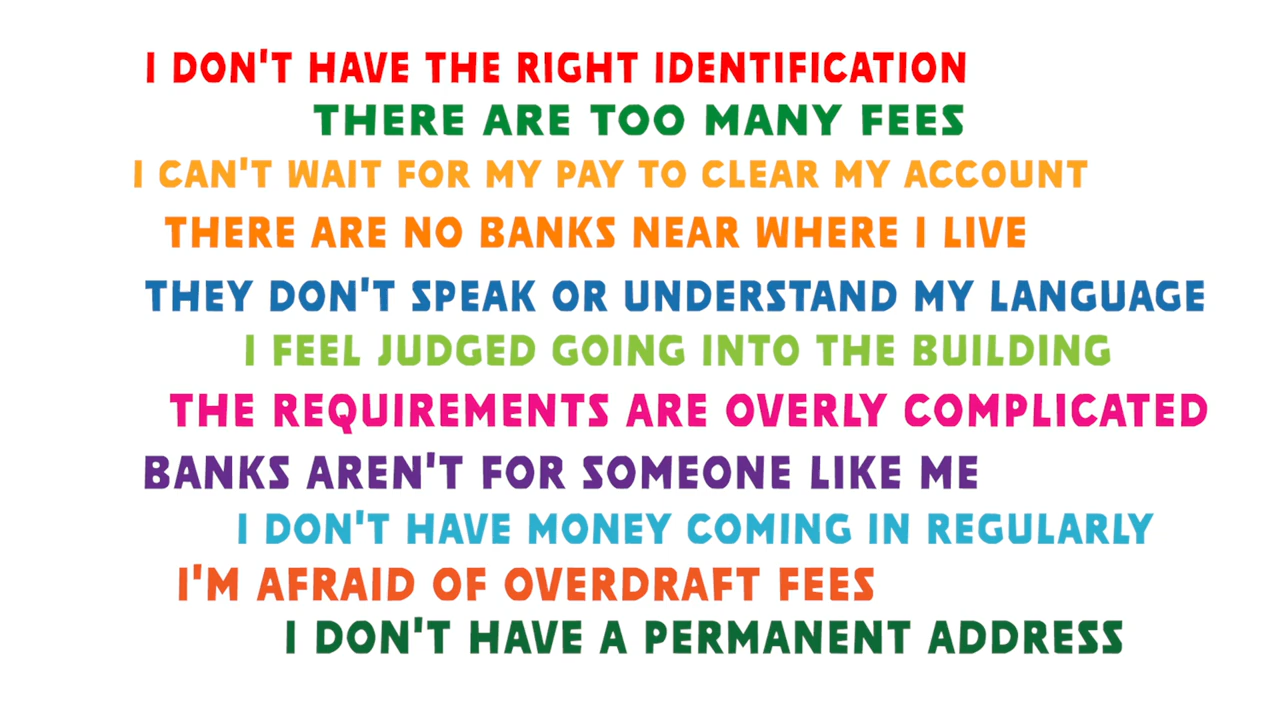 I DON'T HAVE THE RIGHT IDENTIFICATION
THERE ARE TOO MANY FEES
I CAN'T WAIT FOR MY PAY TO CLEAR MY ACCOUNT
THERE ARE NO BANKS NEAR WHERE I LIVE
THEY DON'T SPEAK OR UNDERSTAND MY LANGUAGE
I FEEL JUDGED GOING INTO THE BUILDING
THE REQUIREMENTS ARE OVERLY COMPLICATED
BANKS AREN'T FOR SOMEONE LIKE ME
I DON'T HAVE MONEY COMING IN REGULARLY
I'M AFRAID OF OVERDRAFT FEES
I DON'T HAVE A PERMANENT ADDRESS